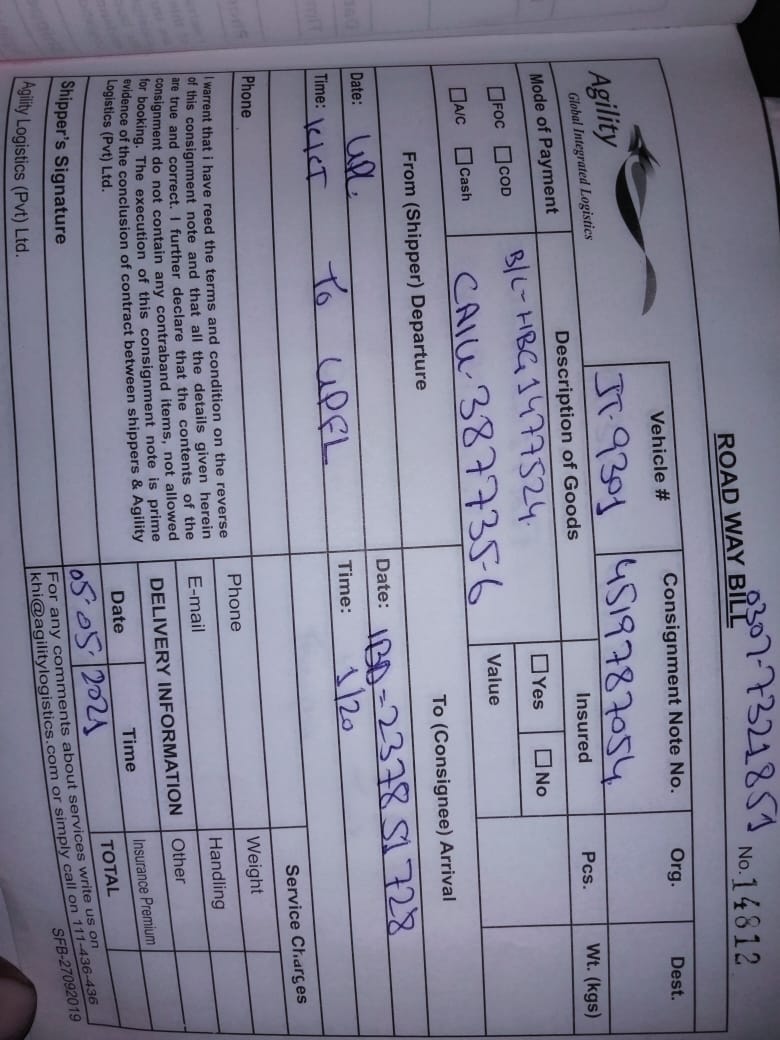 0307-7321851
ROAD WAY BILL
No. 14812
Agility
Global Integrated Logistics
Vehicle #
JT-9301
Consignment Note No.
4519787054
Org.
Dest.
Mode of Payment
FOC COD
A/C Cash
Description of Goods
B/L-HBG1477524
CAIU-387735-6
Insured
Yes No
Value
Pcs.
Wt. (kgs)
From (Shipper) Departure
Date: UPL.
Time: KICT To UPFL
Phone
To (Consignee) Arrival
Date: IBD=237851728
Time: 1/20
Phone
E-mail
Service Charges
Weight
Handling
Other
Insurance Premium
TOTAL
I warrent that i have reed the terms and condition on the reverse
of this consignment note and that all the details given herein
are true and correct. I further declare that the contents of the
consignment do not contain any contraband items, not allowed
for booking. The execution of this consignment note is prime
evidence of the conclusion of contract between shippers & Agility
Logistics (Pvt) Ltd.
DELIVERY INFORMATION
Date Time
05.05. 2021
Shipper's Signature
Agility Logistics (Pvt) Ltd.
For any comments about services write us on
khi@agilitylogistics.com or simply call on 111-436-436
SFB-27092019